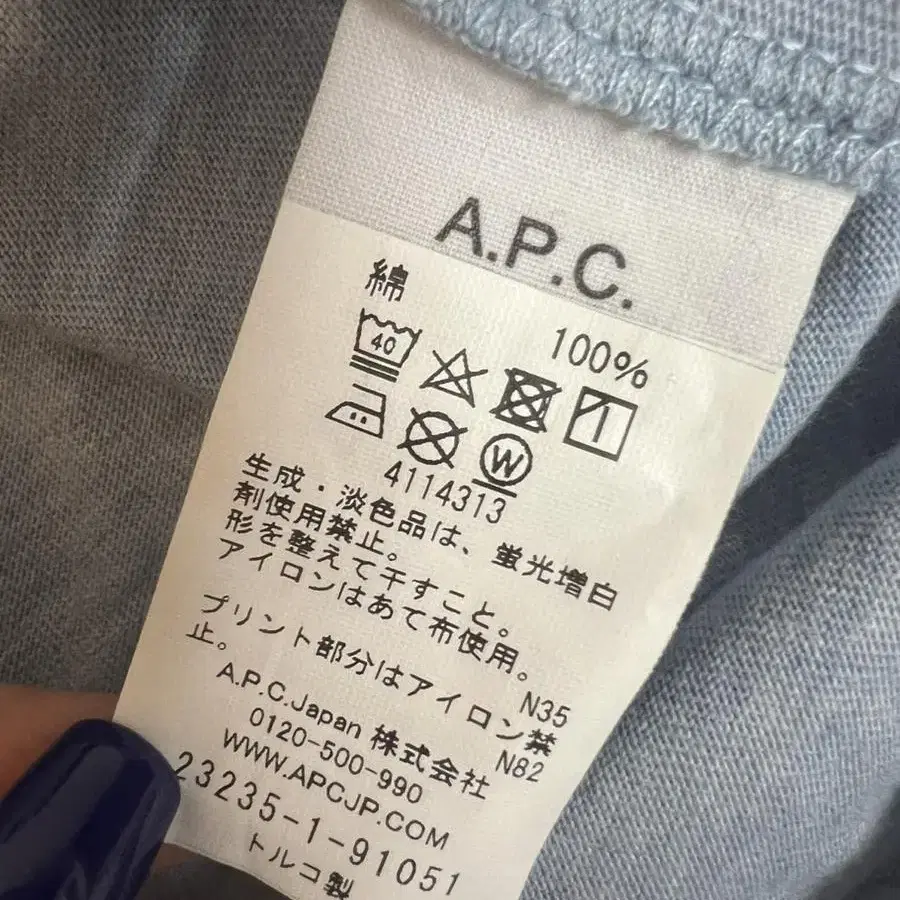 A.P.C.
綿 100%
40
W
4114313
生成・淡色品は、蛍光増白
剤使用禁止。
形を整えて干すこと。
アイロンはあて布使用。
N35
プリント部分はアイロン禁
止。
N82
A.P.C.Japan 株式会社
0120-500-990
WWW.APCJP.COM
23235-1-91051
トルコ製